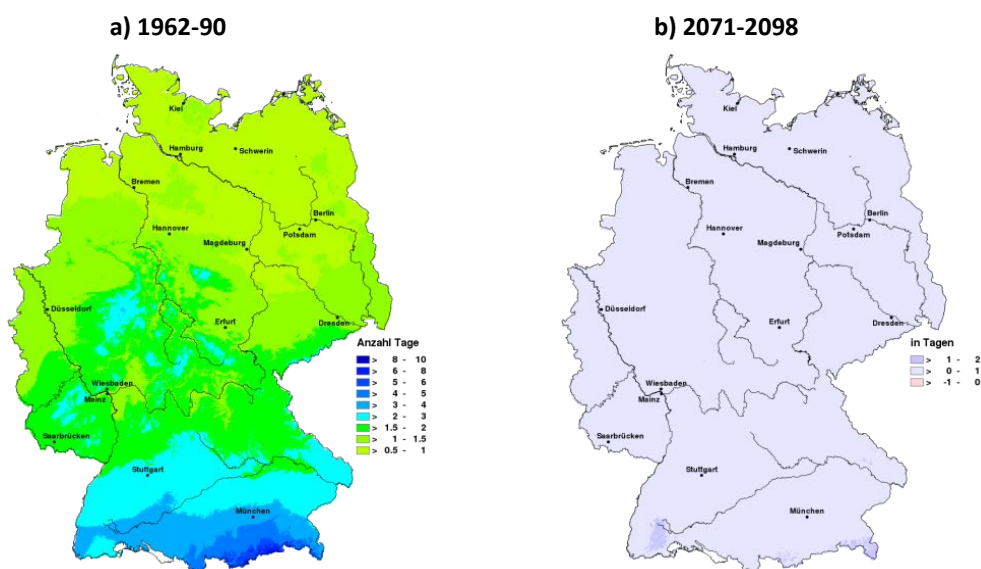 a) 1962-90
b) 2071-2098
Kiel
Hamburg
Schwerin
Bremen
Berlin
Hannover
Potsdam
Magdeburg
Düsseldorf
Erfurt
Dresden
Wiesbaden
Mainz
Saarbrücken
Stuttgart
München
Anzahl Tage
> 8 - 10
> 6 - 8
> 5 - 6
> 4 - 5
> 3 - 4
> 2 - 3
> 1.5 - 2
> 1 - 1.5
> 0.5 - 1
Kiel
Hamburg
Schwerin
Bremen
Berlin
Hannover
Potsdam
Magdeburg
Düsseldorf
Erfurt
Dresden
Wiesbaden
Mainz
Saarbrücken
Stuttgart
München
in Tagen
> 1 - 2
> 0 - 1
> -1 - 0